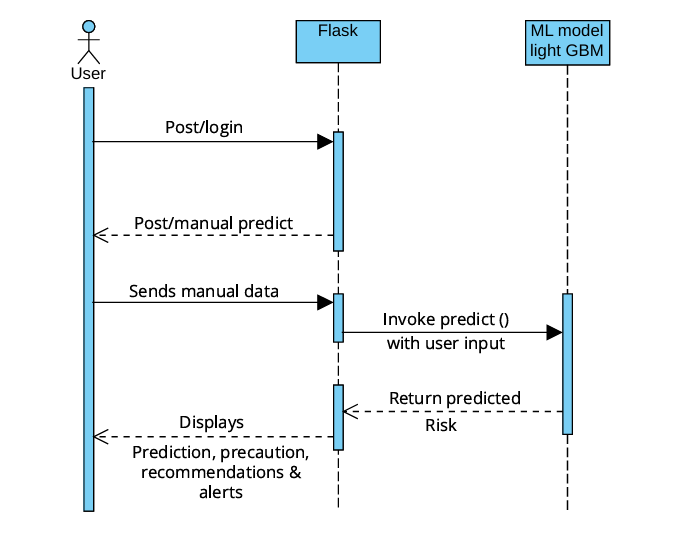 User
Flask
ML model
light GBM
Post/login
Post/manual predict
Sends manual data
Invoke predict ()
with user input
Return predicted
Risk
Displays
Prediction, precaution,
recommendations &
alerts